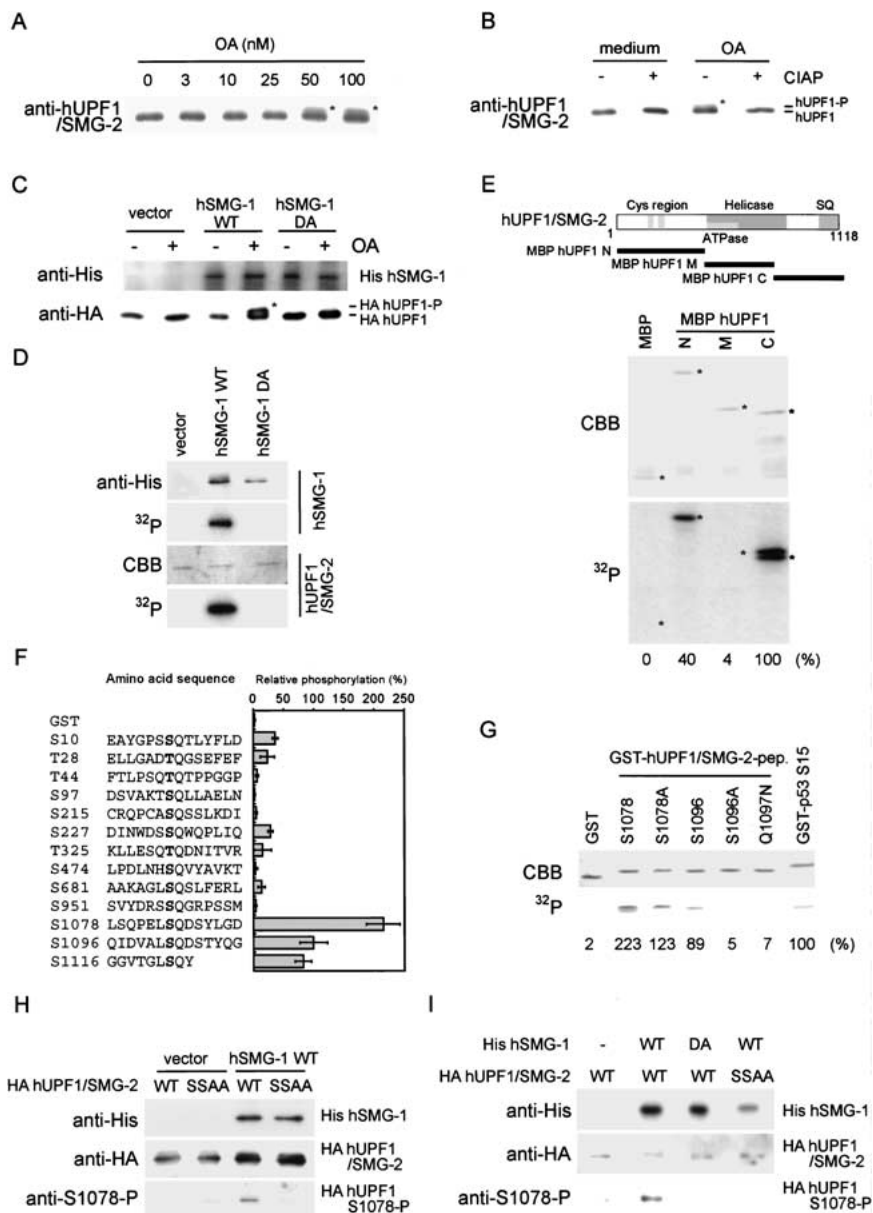 A
OA (nM)
0 3 10 25 50 100
anti-hUPF1
/SMG-2
* *
B
medium OA
- + - + CIAP
anti-hUPF1
/SMG-2
*
hUPF1-P
hUPF1
C
vector hSMG-1 WT hSMG-1 DA
- + - + - + OA
anti-His His hSMG-1
anti-HA * HA hUPF1-P
HA hUPF1
D
vector hSMG-1 WT hSMG-1 DA
anti-His
32P
hSMG-1
CBB
32P
hUPF1
/SMG-2
E
Cys region Helicase SQ
hUPF1/SMG-2
1 ATPase 1118
MBP hUPF1 N
MBP hUPF1 M
MBP hUPF1 C
MBP MBP hUPF1
N M C
CBB
* * * *
32P
* * * *
0 40 4 100 (%)
F
Amino acid sequence Relative phosphorylation (%)
0 50 100 150 200 250
GST
S10 EAYGPSSQTLYFLD
T28 ELLGADTQGSEFEF
T44 FTLPSQTQTPPGGP
S97 DSVAKTSQLLAELN
S215 CRQPCASQSSLKDI
S227 DINWDSSQWQPLIQ
T325 KLLESQTQDNITVR
S474 LPDLNHSQVYAVKT
S681 AAKAGLSQSLFERL
S951 SVYDRSSQGRPSSM
S1078 LSQPELSQDSYLGD
S1096 QIDVALSQDSTYQG
S1116 GGVTGLSQY
G
GST-hUPF1/SMG-2-pep.
GST S1078 S1078A S1096 S1096A Q1097N GST-p53 S15
CBB
32P
2 223 123 89 5 7 100 (%)
H
vector hSMG-1 WT
HA hUPF1/SMG-2 WT SSAA WT SSAA
anti-His His hSMG-1
anti-HA HA hUPF1
/SMG-2
anti-S1078-P HA hUPF1
S1078-P
I
His hSMG-1 - WT DA WT
HA hUPF1/SMG-2 WT WT WT SSAA
anti-His His hSMG-1
anti-HA HA hUPF1
/SMG-2
anti-S1078-P HA hUPF1
S1078-P